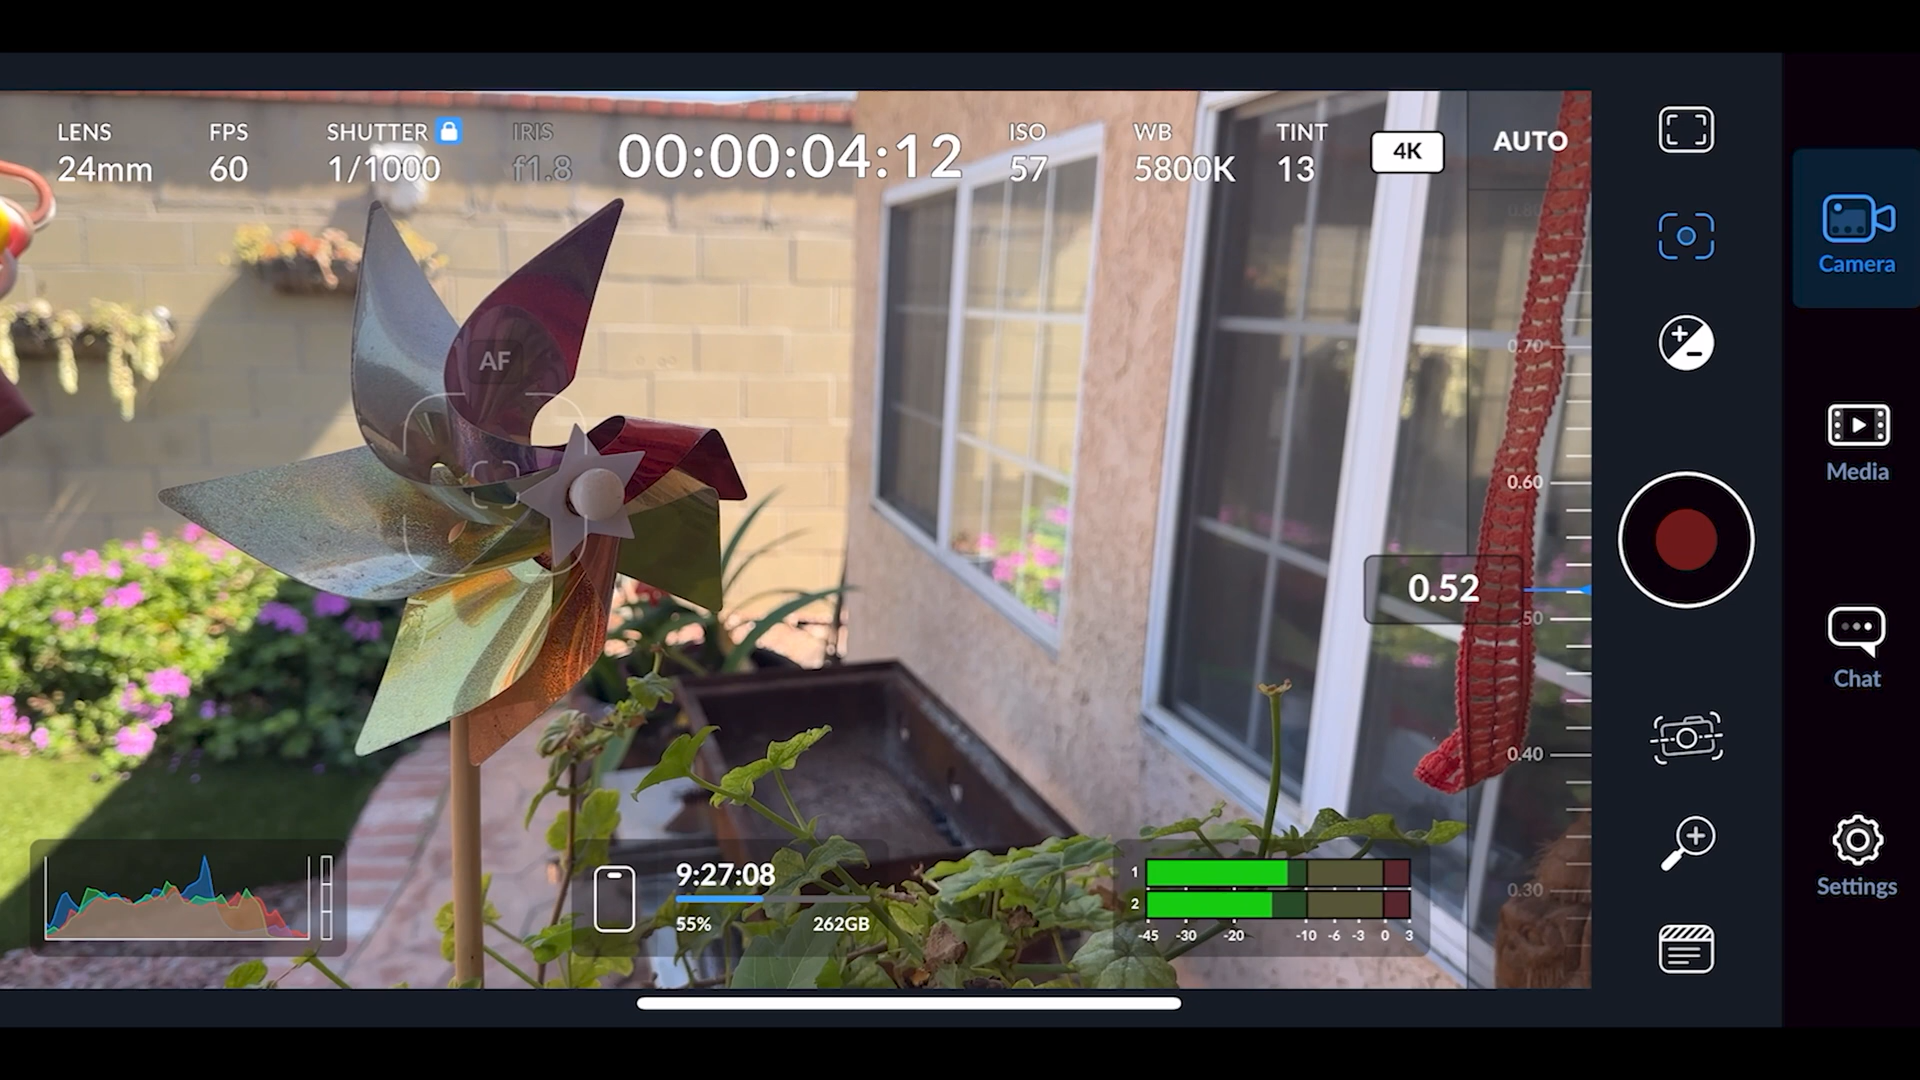 LENS
24mm
FPS
60
SHUTTER
1/1000
IRIS
f1.8
00:00:04:12
ISO
57
WB
5800K
TINT
13
4K
AUTO
AF
0.80
0.70
0.60
0.52
.50
0.40
0.30
9:27:08
55%
262GB
1
2
-45 -30 -20 -10 -6 -3 0 3
Camera
Media
Chat
Settings